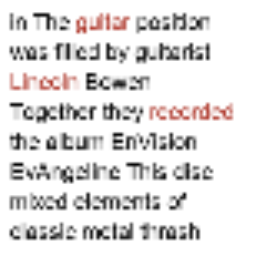 in The guitar position
was filled by guitarist
Lincoln Bowen
Together they recorded
the album EnVision
EvAngeline This disc
mixed elements of
classic metal thrash